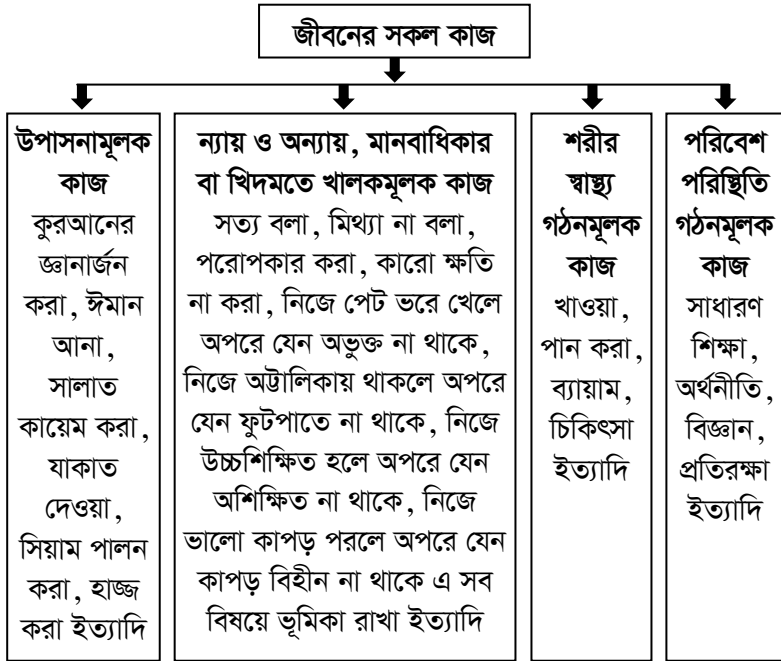 জীবনের সকল কাজ
উপাসনামূলক
কাজ
কুরআনের
জ্ঞানার্জন
করা, ঈমান
আনা,
সালাত
কায়েম করা,
যাকাত
দেওয়া,
সিয়াম পালন
করা, হাজ্জ
করা ইত্যাদি
ন্যায় ও অন্যায়, মানবাধিকার
বা খিদমতে খালকমূলক কাজ
সত্য বলা, মিথ্যা না বলা,
পরোপকার করা, কারো ক্ষতি
না করা, নিজে পেট ভরে খেলে
অপরে যেন অভুক্ত না থাকে,
নিজে অট্টালিকায় থাকলে অপরে
যেন ফুটপাতে না থাকে, নিজে
উচ্চশিক্ষিত হলে অপরে যেন
অশিক্ষিত না থাকে, নিজে
ভালো কাপড় পরলে অপরে যেন
কাপড় বিহীন না থাকে এ সব
বিষয়ে ভূমিকা রাখা ইত্যাদি
শরীর
স্বাস্থ্য
গঠনমূলক
কাজ
খাওয়া,
পান করা,
ব্যায়াম,
চিকিৎসা
ইত্যাদি
পরিবেশ
পরিস্থিতি
গঠনমূলক
কাজ
সাধারণ
শিক্ষা,
অর্থনীতি,
বিজ্ঞান,
প্রতিরক্ষা
ইত্যাদি